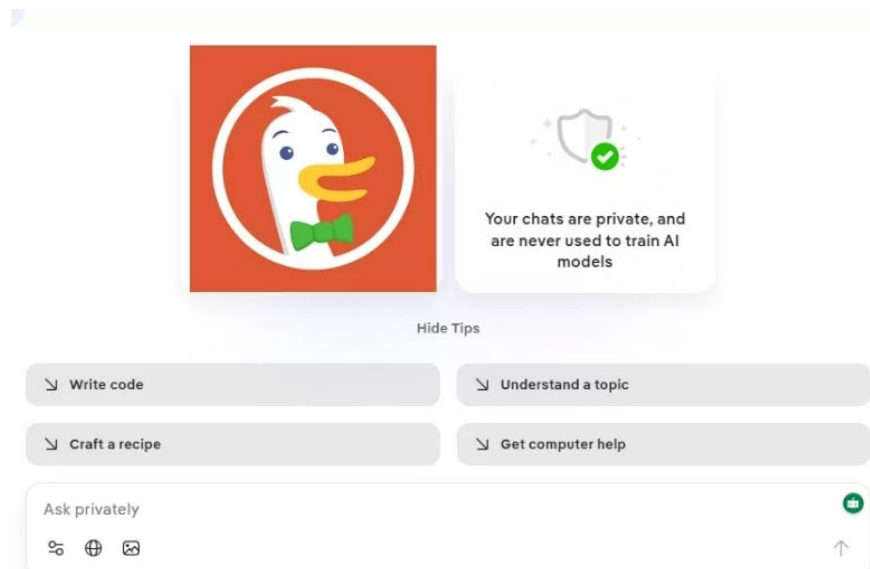 Your chats are private, and
are never used to train AI
models
Hide Tips
Write code
Understand a topic
Craft a recipe
Get computer help
Ask privately